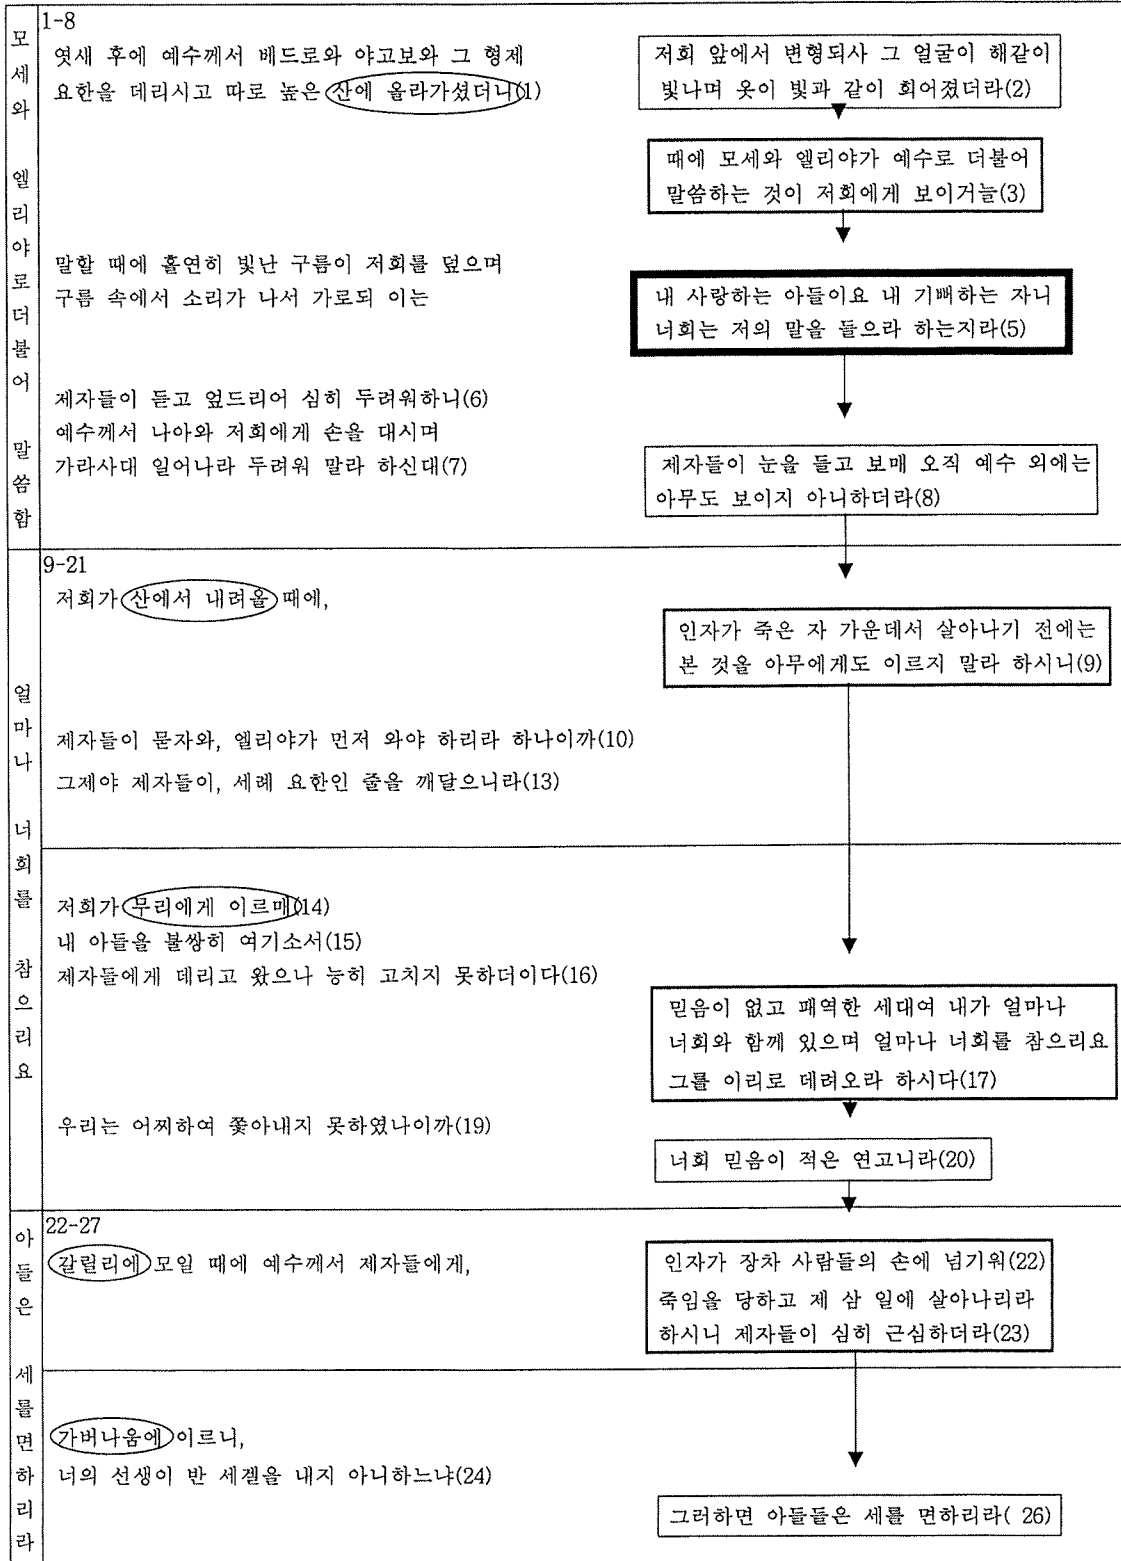 모세와 엘리야로 더불어 말씀함
1-8
엿새 후에 예수께서 베드로와 야고보와 그 형제
요한을 데리시고 따로 높은 산에 올라가셨더니(1)
저희 앞에서 변형되사 그 얼굴이 해같이
빛나며 옷이 빛과 같이 희어졌더라(2)
때에 모세와 엘리야가 예수로 더불어
말씀하는 것이 저희에게 보이거늘(3)
말할 때에 홀연히 빛난 구름이 저희를 덮으며
구름 속에서 소리가 나서 가로되 이는
내 사랑하는 아들이요 내 기뻐하는 자니
너희는 저의 말을 들으라 하는지라(5)
제자들이 듣고 엎드리어 심히 두려워하니(6)
예수께서 나아와 저희에게 손을 대시며
가라사대 일어나라 두려워 말라 하신대(7)
제자들이 눈을 들고 보매 오직 예수 외에는
아무도 보이지 아니하더라(8)
얼마나 너희를 참으리요
9-21
저희가 산에서 내려올 때에,
인자가 죽은 자 가운데서 살아나기 전에는
본 것을 아무에게도 이르지 말라 하시니(9)
제자들이 묻자와, 엘리야가 먼저 와야 하리라 하나이까(10)
그제야 제자들이, 세례 요한인 줄을 깨달으니라(13)
저희가 무리에게 이르매(14)
내 아들을 불쌍히 여기소서(15)
제자들에게 데리고 왔으나 능히 고치지 못하더이다(16)
믿음이 없고 패역한 세대여 내가 얼마나
너희와 함께 있으며 얼마나 너희를 참으리요
그를 이리로 데려오라 하시다(17)
우리는 어찌하여 쫓아내지 못하였나이까(19)
너희 믿음이 적은 연고니라(20)
아들은 세를 면하리라
22-27
갈릴리에 모일 때에 예수께서 제자들에게,
인자가 장차 사람들의 손에 넘기워(22)
죽임을 당하고 제 삼 일에 살아나리라
하시니 제자들이 심히 근심하더라(23)
가버나움에 이르니,
너의 선생이 반 세겔을 내지 아니하느냐(24)
그러하면 아들들은 세를 면하리라( 26)